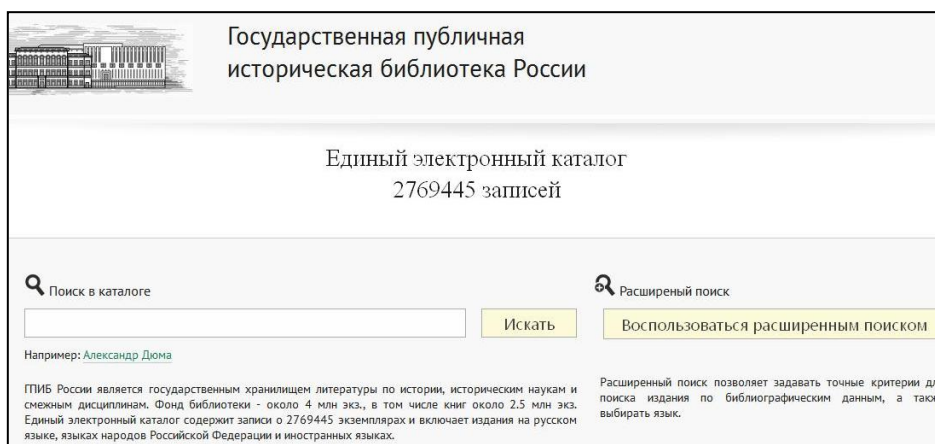 Государственная публичная
историческая библиотека России
Единый электронный каталог
2769445 записей
Поиск в каталоге
Искать
Например: Александр Дюма
ГПИБ России является государственным хранилищем литературы по истории, историческим наукам и
смежным дисциплинам. Фонд библиотеки - около 4 млн экз., в том числе книг около 2.5 млн экз.
Единый электронный каталог содержит записи о 2769445 экземплярах и включает издания на русском
языке, языках народов Российской Федерации и иностранных языках.
Расширеный поиск
Воспользоваться расширенным поиском
Расширенный поиск позволяет задавать точные критерии дл
поиска издания по библиографическим данным, а такж
выбирать язык.